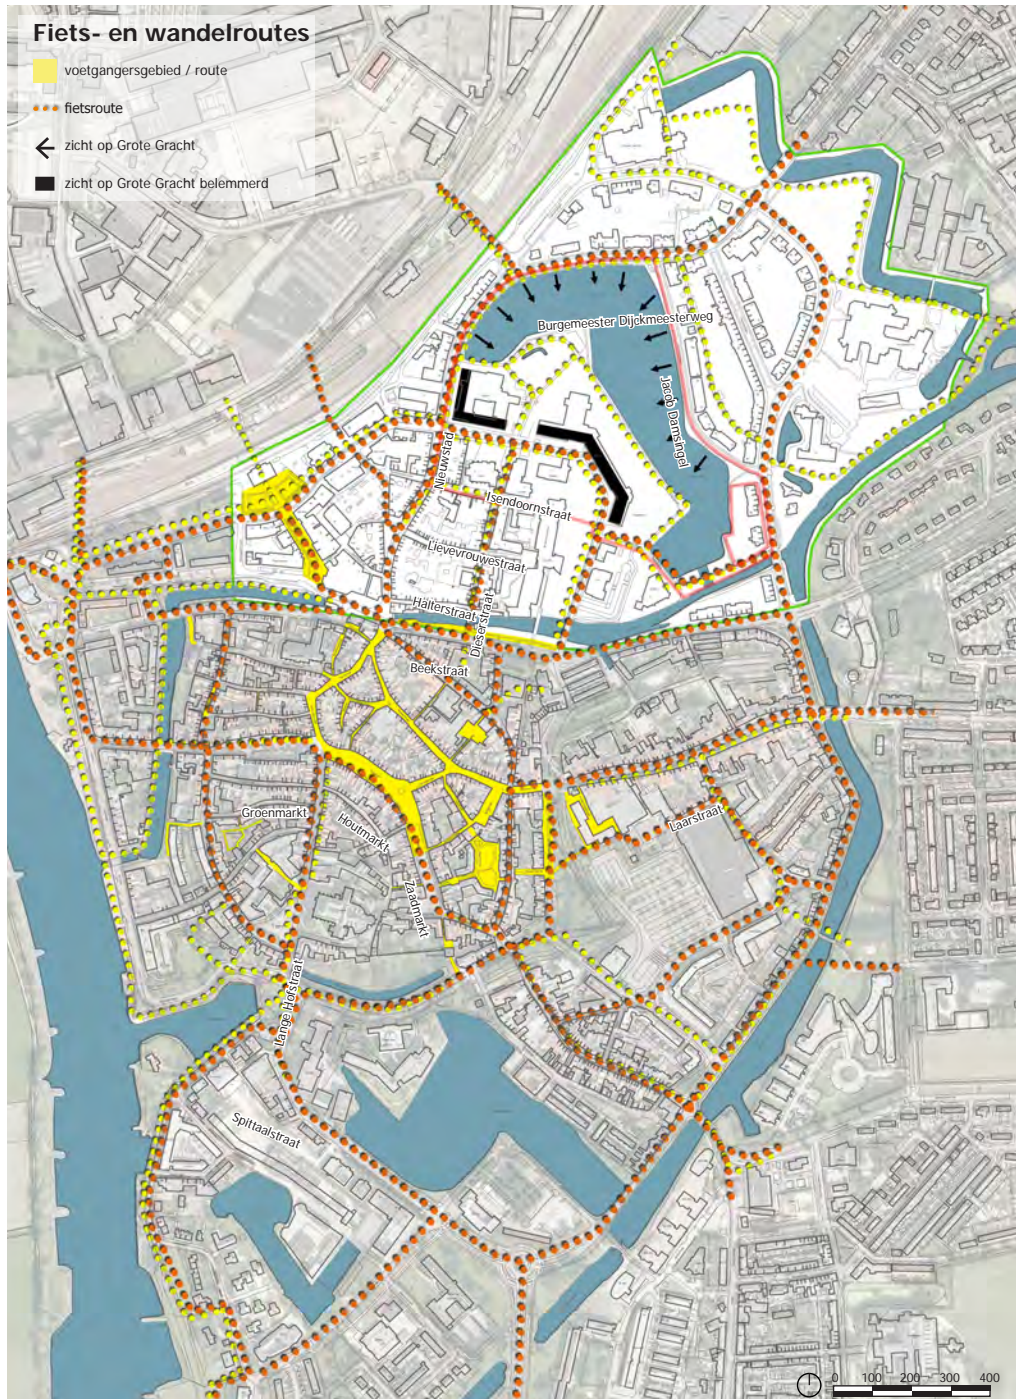 Fiets- en wandelroutes
voetgangersgebied / route
fietsroute
zicht op Grote Gracht
zicht op Grote Gracht belemmerd
Burgemeester Dijckmeesterweg
Jacob Damsingel
Nieuwstad
Isendoornstraat
Lievevrouwestraat
Halterstraat
Dieserstraat
Beekstraat
Groenmarkt
Houtmarkt
Laarstraat
Zaadmarkt
Lange Hofstraat
Spittaalstraat
0 100 200 300 400